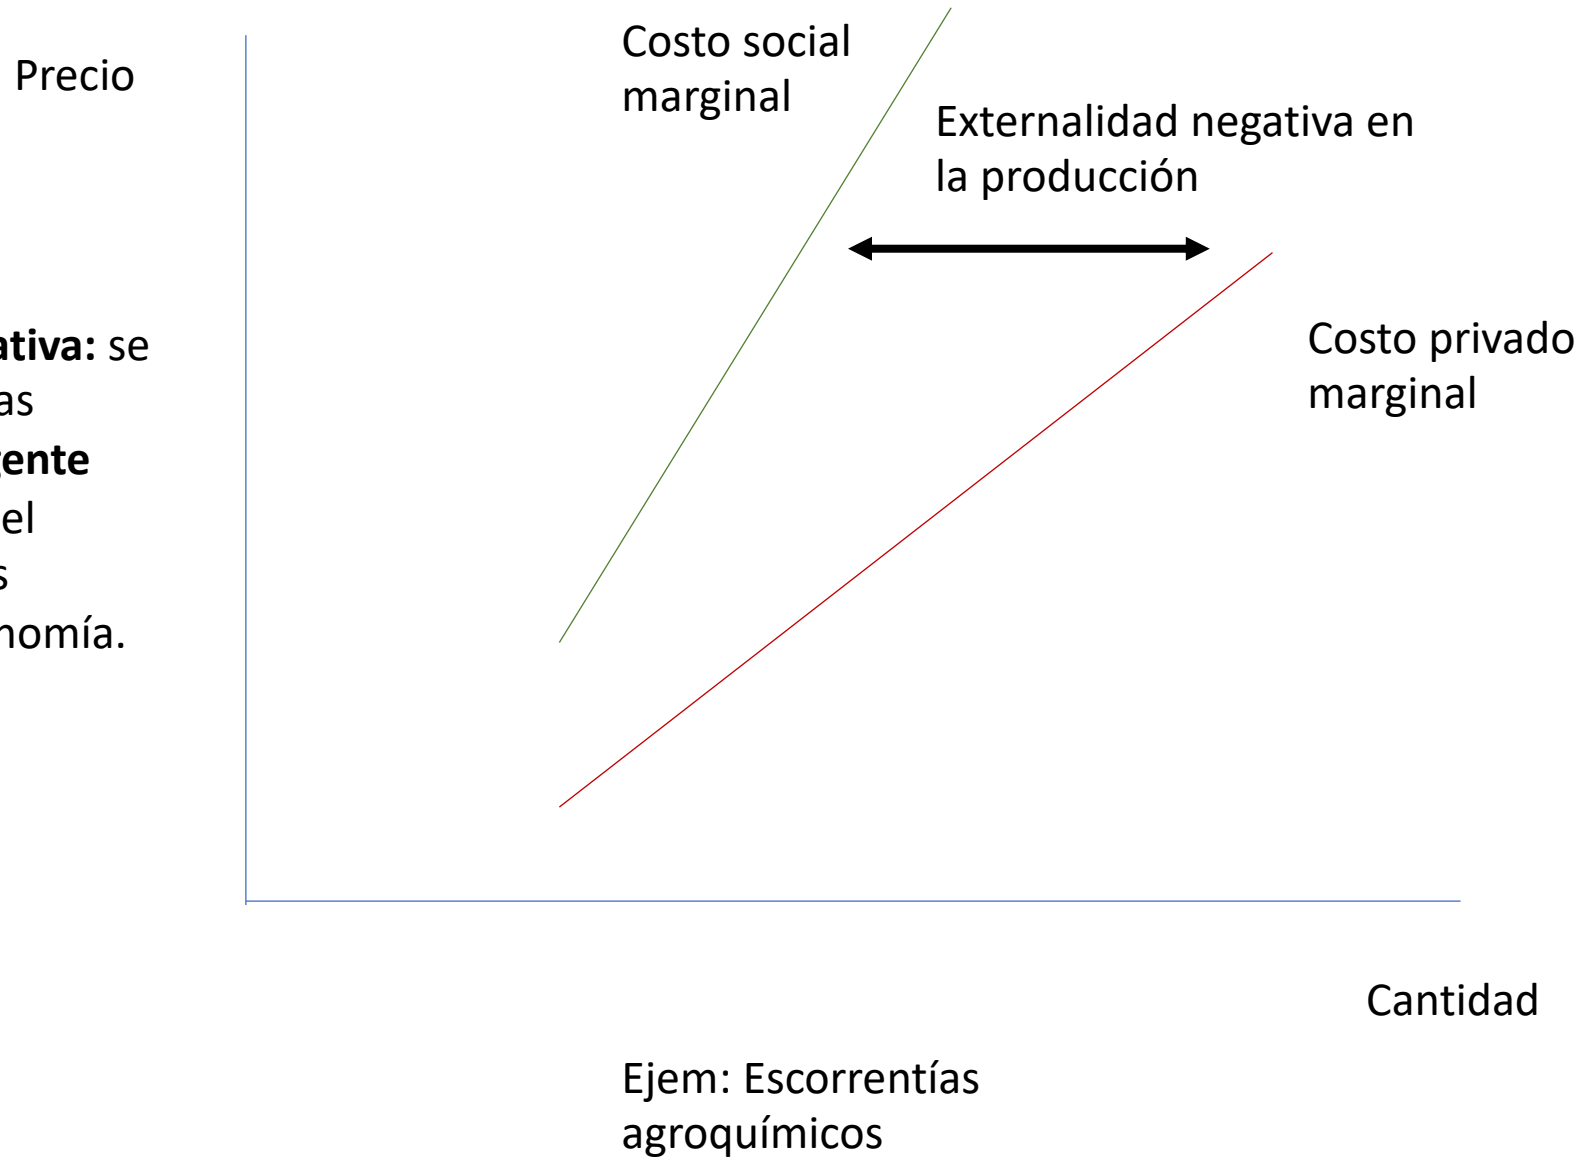 Precio
Costo social
marginal
Externalidad negativa en
la producción
ativa: se
as
gente
el
s
nomía.
Costo privado
marginal
Cantidad
Ejem: Escorrentías
agroquímicos